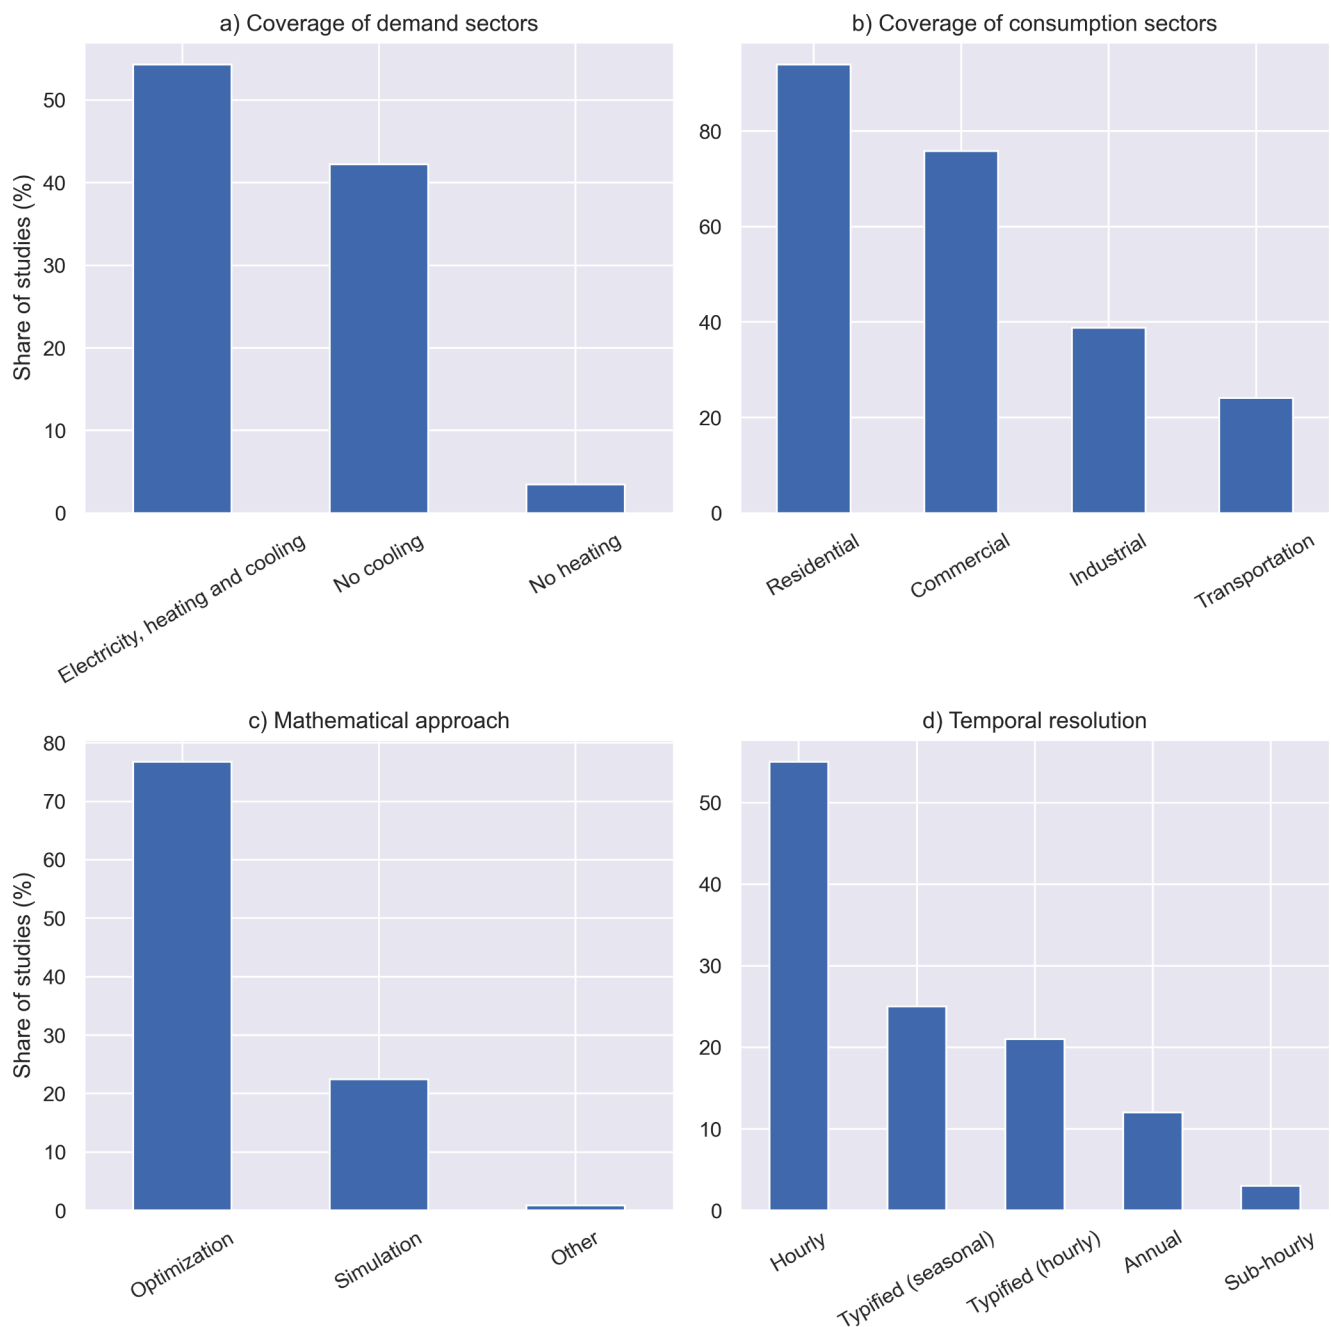 a) Coverage of demand sectors
Share of studies (%)
50
40
30
20
10
0
Electricity, heating and cooling
No cooling
No heating
b) Coverage of consumption sectors
80
60
40
20
0
Residential
Commercial
Industrial
Transportation
c) Mathematical approach
Share of studies (%)
80
70
60
50
40
30
20
10
0
Optimization
Simulation
Other
d) Temporal resolution
50
40
30
20
10
0
Hourly
Typified (seasonal)
Typified (hourly)
Annual
Sub-hourly